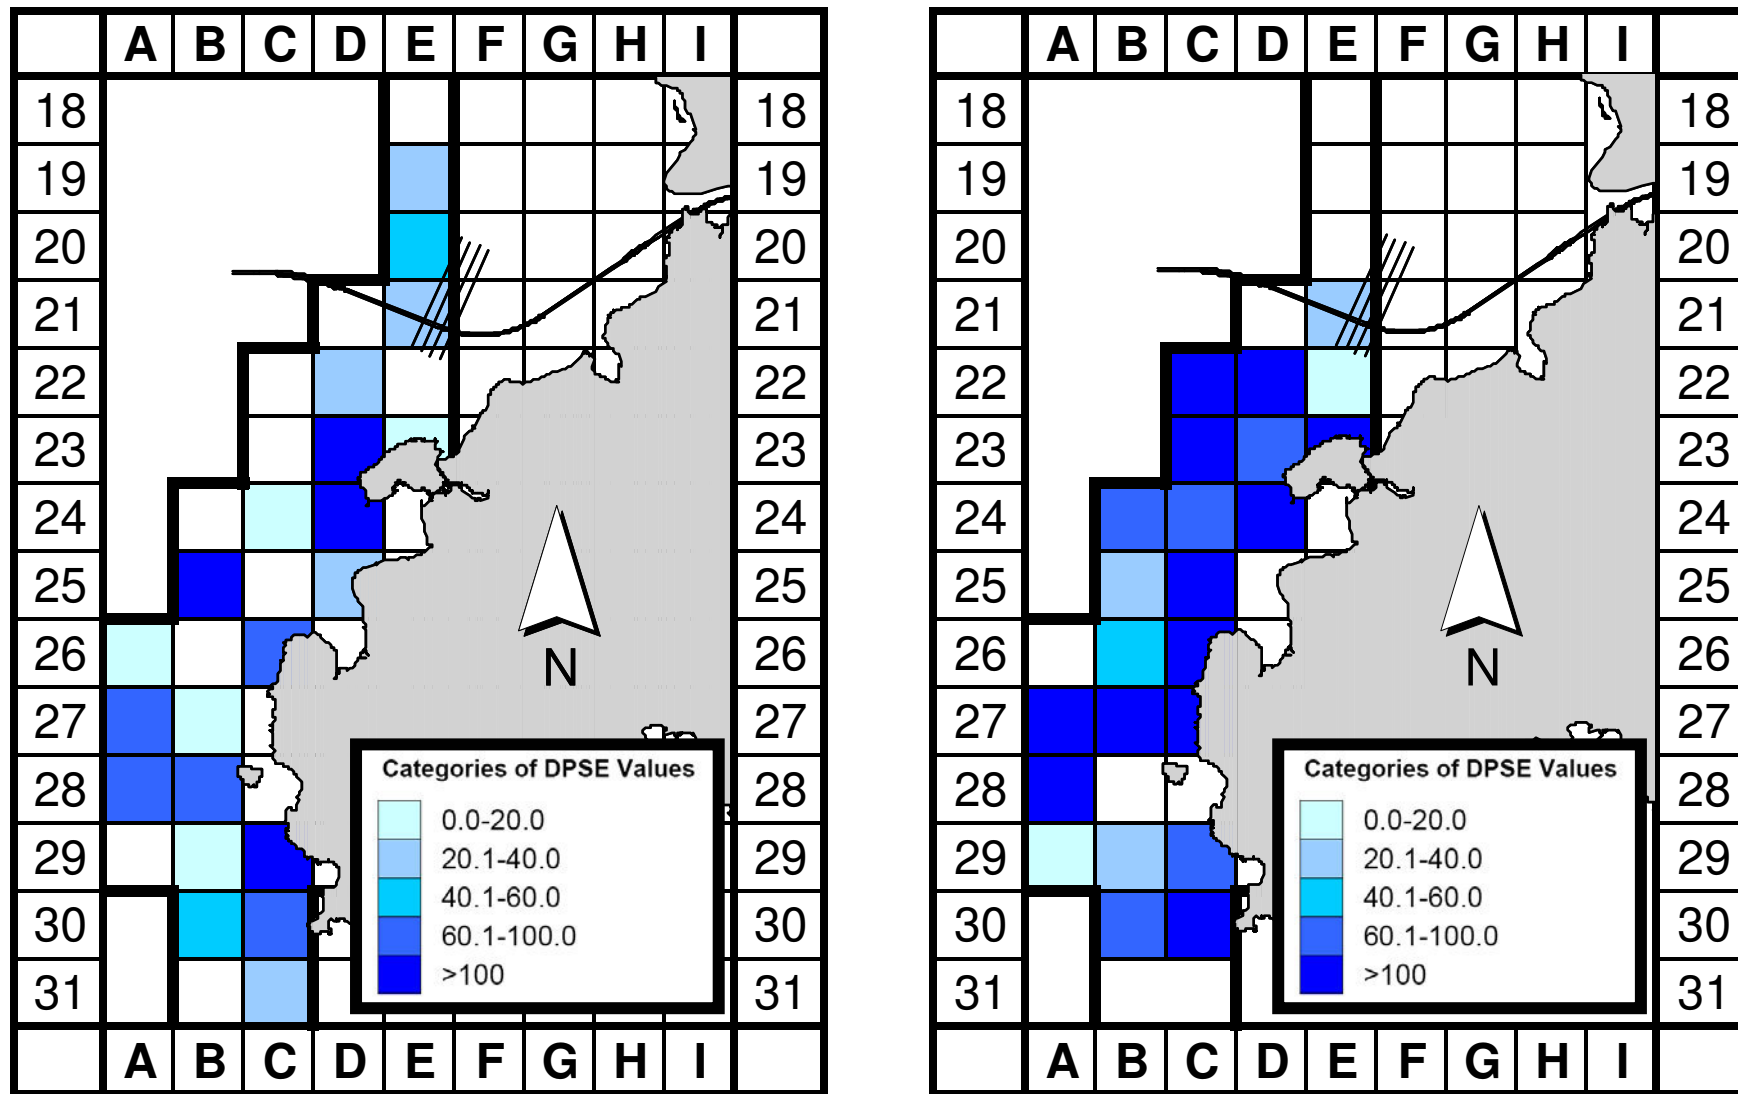 A B C D E F G H I
18 18
19 19
20 20
21 21
22 22
23 23
24 24
25 25
26 N 26
27 27
Categories of DPSE Values
28 28
0.0-20.0
29 20.1-40.0 29
40.1-60.0
30 60.1-100.0 30
31 >100 31
A B C D E F G H I
A B C D E F G H I
18 18
19 19
20 20
21 21
22 22
23 23
24 24
25 25
26 N 26
27 27
Categories of DPSE Values
28 28
0.0-20.0
29 20.1-40.0 29
40.1-60.0
30 60.1-100.0 30
31 >100 31
A B C D E F G H I